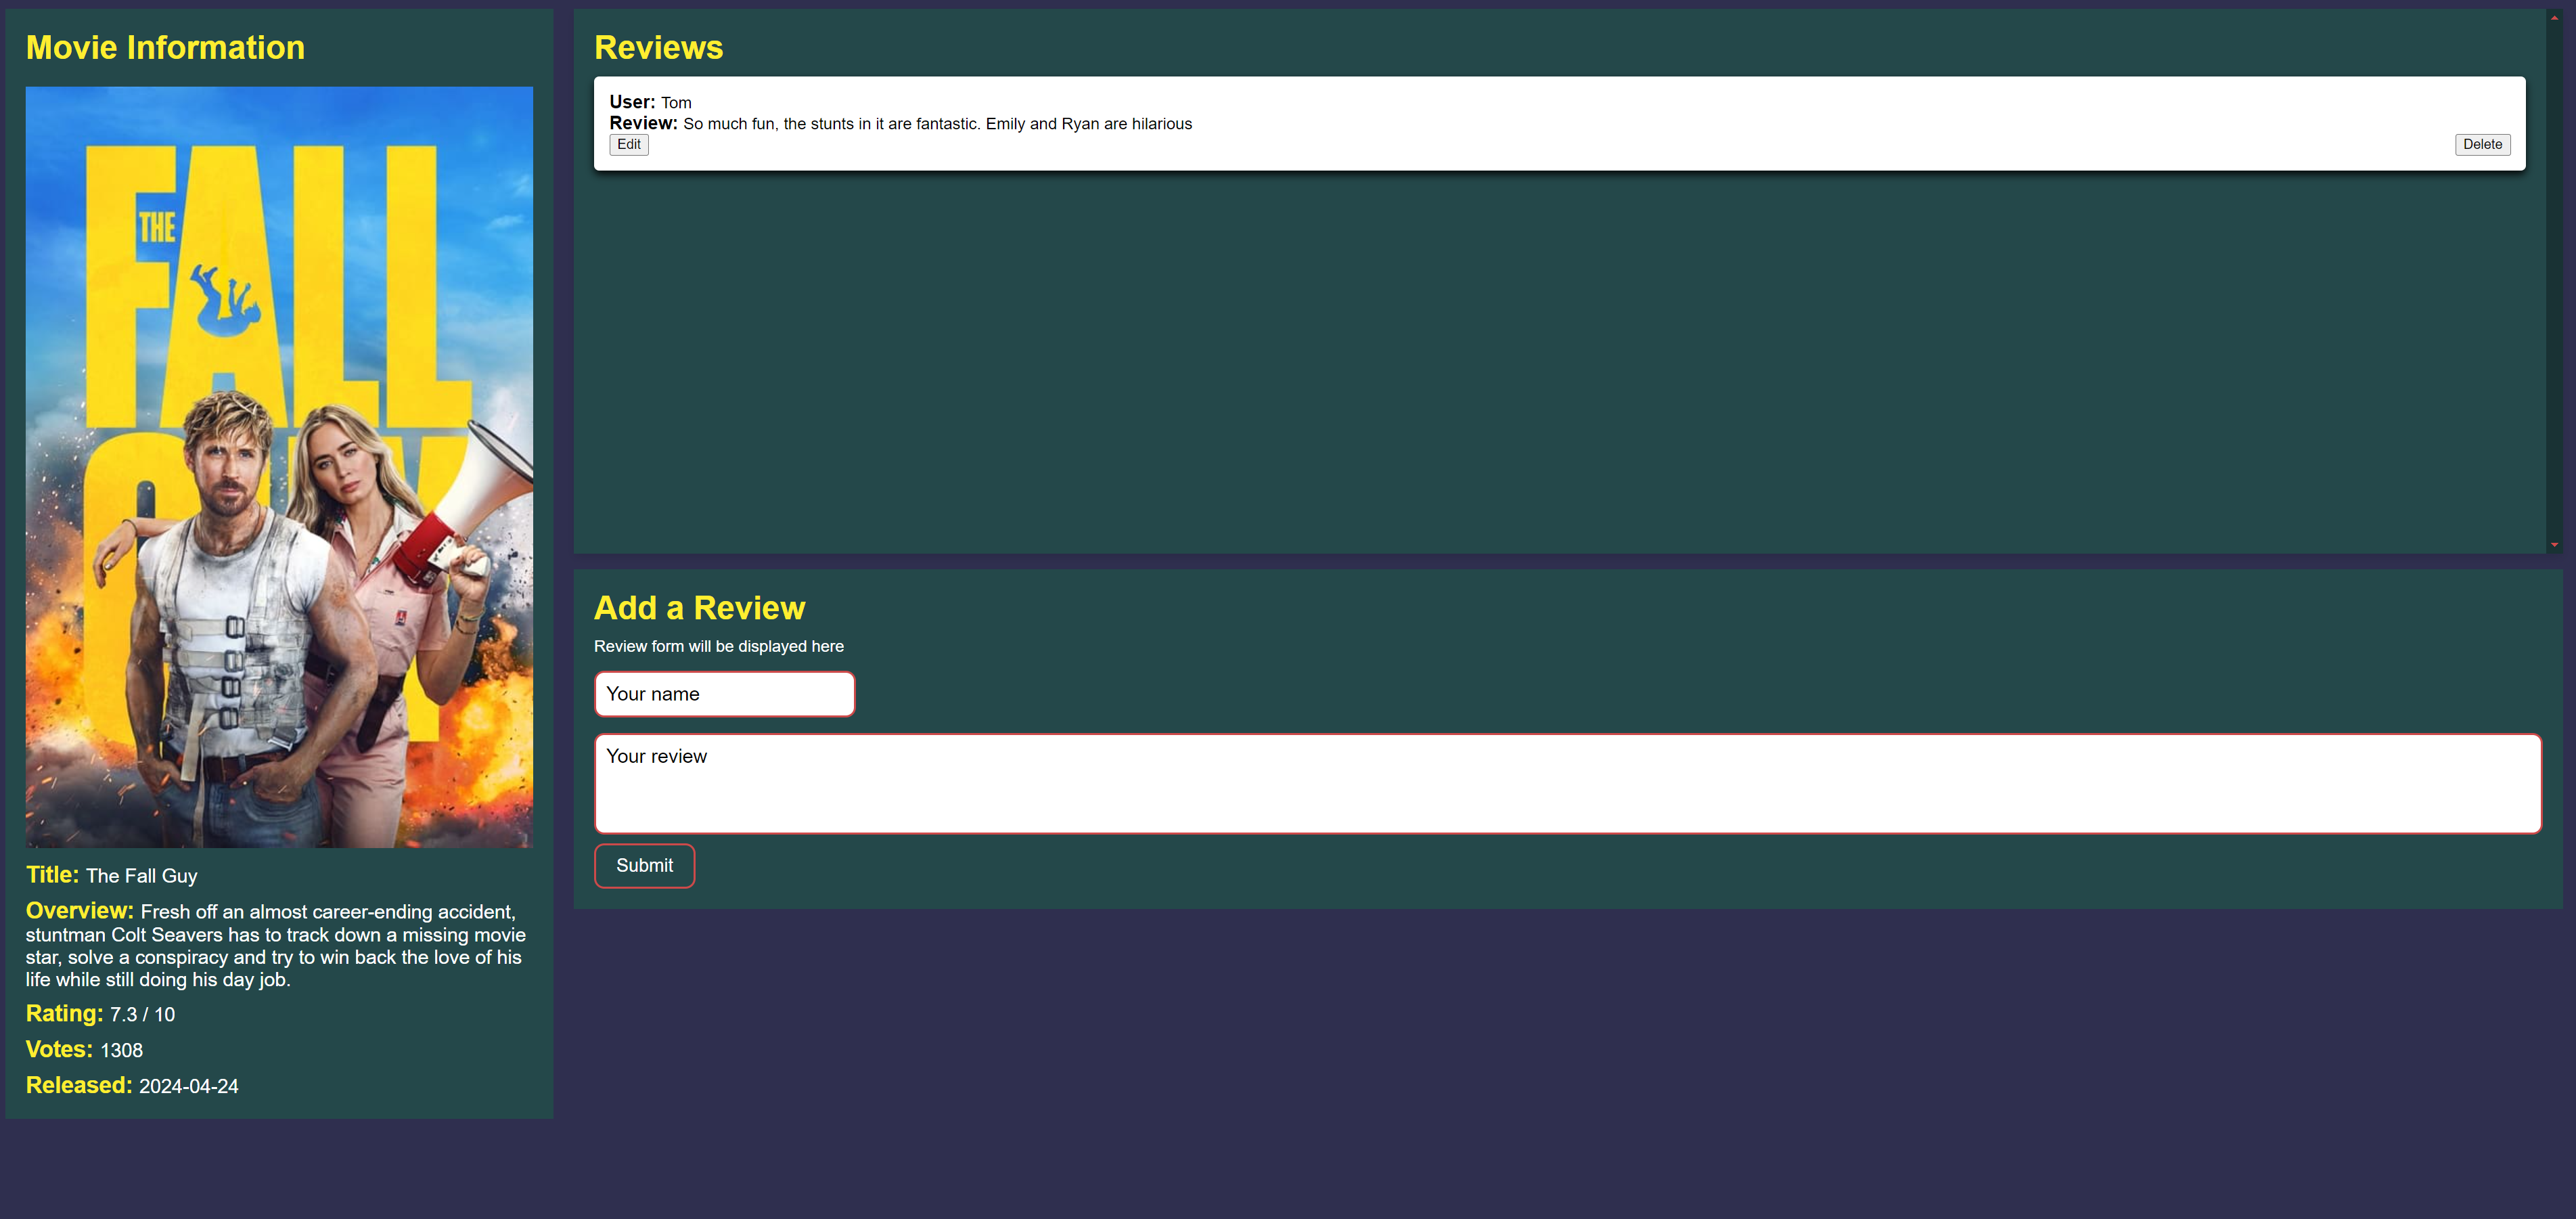 Movie Information
THE
FALL
GUY
Title: The Fall Guy
Overview: Fresh off an almost career-ending accident,
stuntman Colt Seavers has to track down a missing movie
star, solve a conspiracy and try to win back the love of his
life while still doing his day job.
Rating: 7.3 / 10
Votes: 1308
Released: 2024-04-24
Reviews
User: Tom
Review: So much fun, the stunts in it are fantastic. Emily and Ryan are hilarious
Edit
Delete
Add a Review
Review form will be displayed here
Your name
Your review
Submit